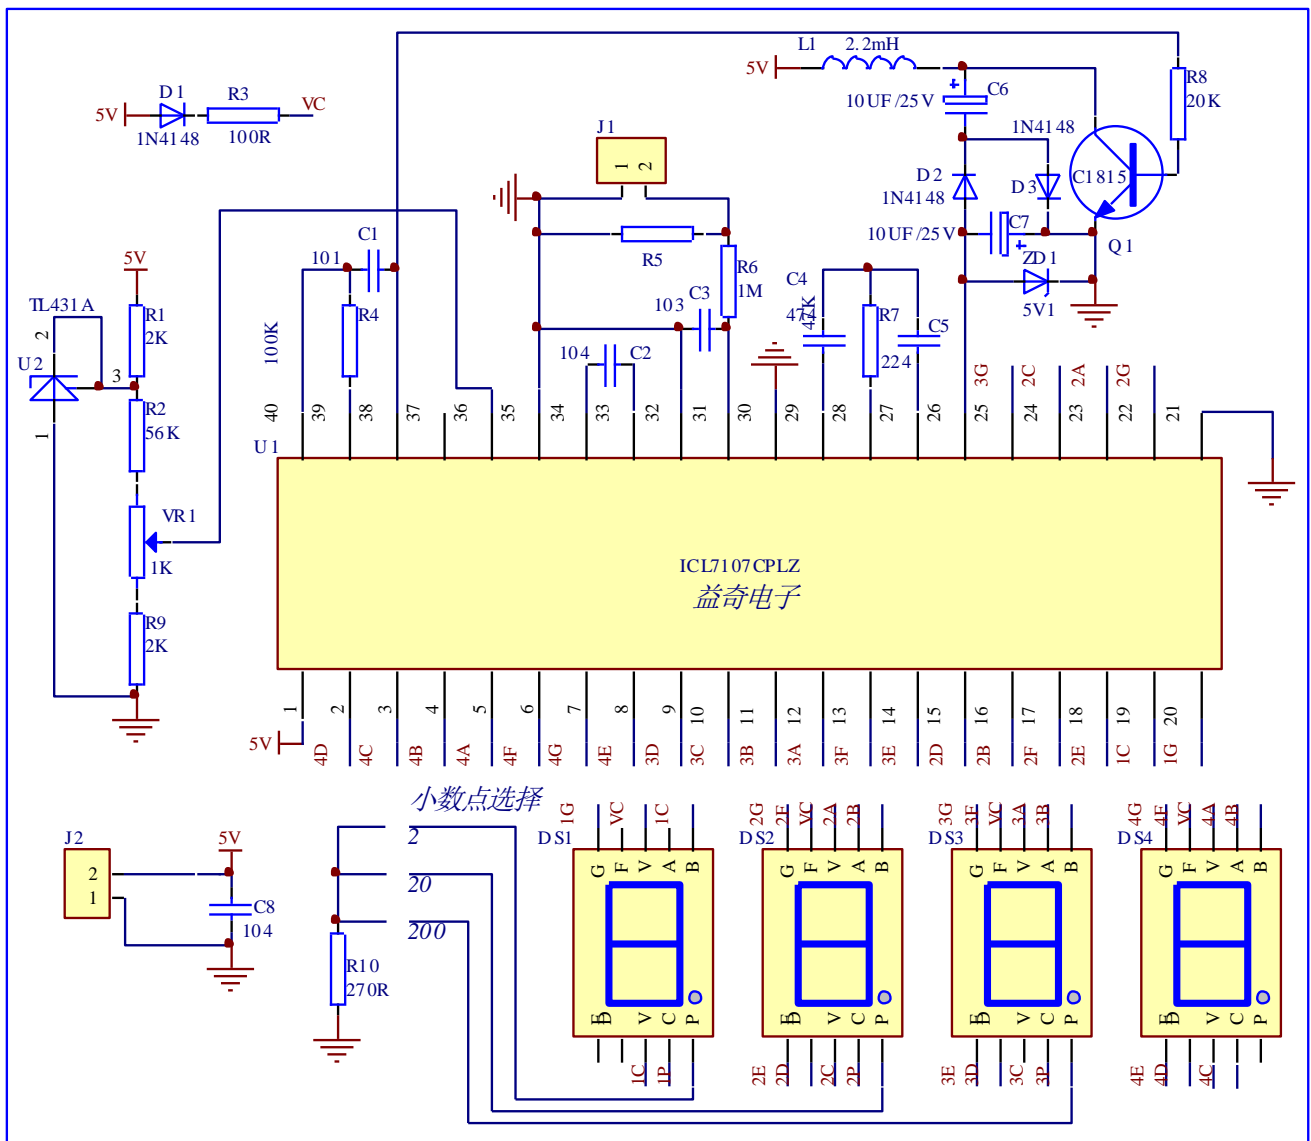 L1 2.2mH
5V
C6
10UF/25V
R8
20K
D1
R3
VC
5V
1N4148
100R
J1
1 2
1N4148
D2
1N4148
D3
C1815
C7
10UF/25V
Q1
ZD1
5V1
C1
101
R5
R6
1M
C4
474
47K
C3
103
R7
C5
224
R4
100K
104
C2
5V
TL431A
R1
2K
2
U2
3
R2
56K
1
VR1
1K
R9
2K
3G 2C 2A 2G
40 39 38 37 36 35 34 33 32 31 30 29 28 27 26 25 24 23 22 21
U1
ICL7107CPLZ
益奇电子
1 2 3 4 5 6 7 8 9 10 11 12 13 14 15 16 17 18 19 20
5V
4D 4C 4B 4A 4F 4G 4E 3D 3C 3B 3A 3F 3E 2D 2B 2F 2E 1C 1G
小数点选择
2
20
200
J2
2
1
5V
C8
104
R10
270R
1G VC 1C
2G 2F VC 2A 2B
3G 3F VC 3A 3B
4G 4F VC 4A 4B
DS1
DS2
DS3
DS4
G F V A B
G F V A B
G F V A B
G F V A B
E D V C P
E D V C P
E D V C P
E D V C P
1C 1P
2E 2D 2C 2P
3E 3D 3C 3P
4E 4D 4C